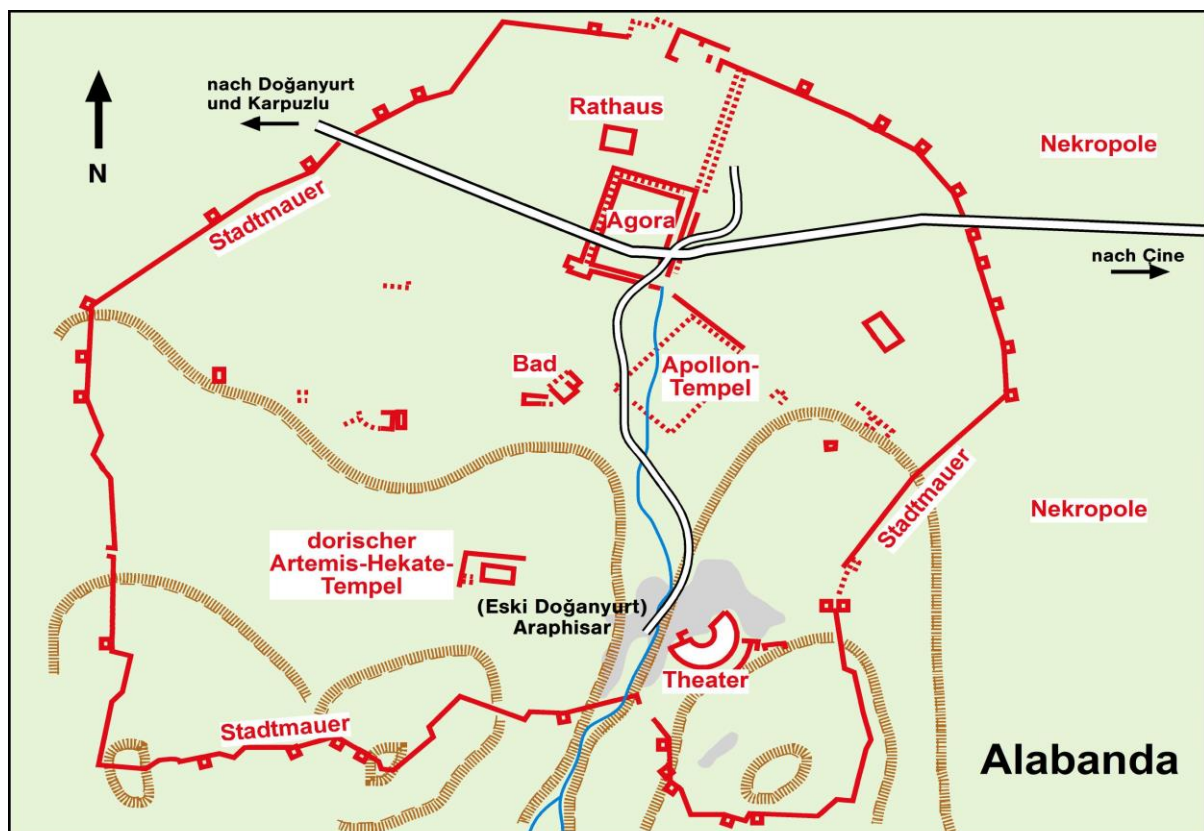 nach Doğanyurt
und Karpuzlu
N
Rathaus
Nekropole
Stadtmauer
Agora
nach Çine
Bad
Apollon-
Tempel
Stadtmauer
Nekropole
dorischer
Artemis-Hekate-
Tempel
(Eski Doğanyurt)
Araphisar
Theater
Stadtmauer
Alabanda